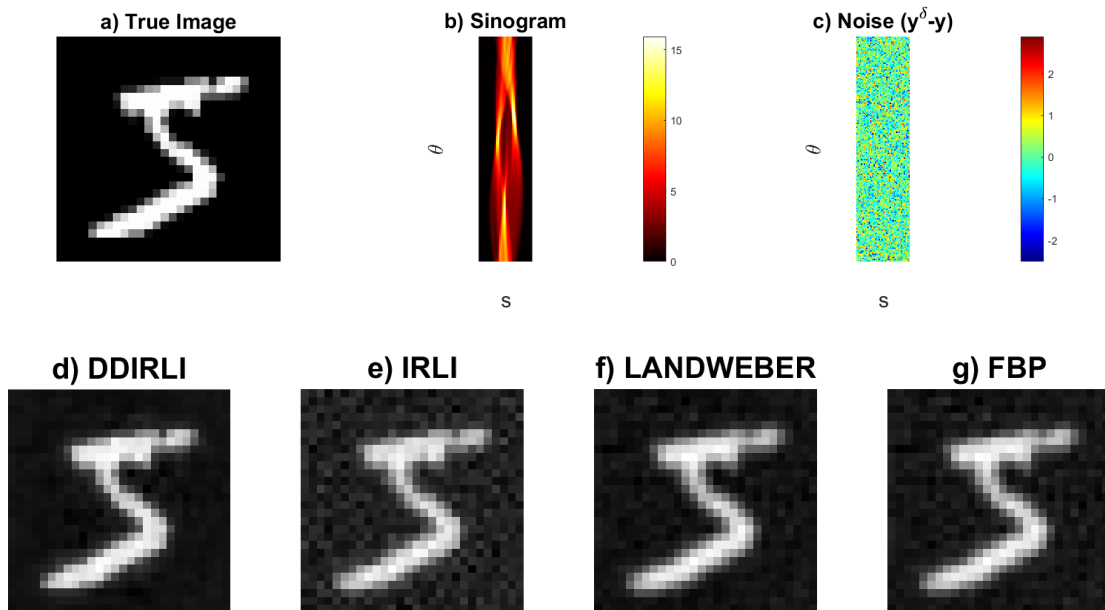 a) True Image
b) Sinogram
c) Noise (y^δ-y)
θ
s
15
10
5
0
θ
s
2
1
0
-1
-2
d) DDIRLI
e) IRLI
f) LANDWEBER
g) FBP